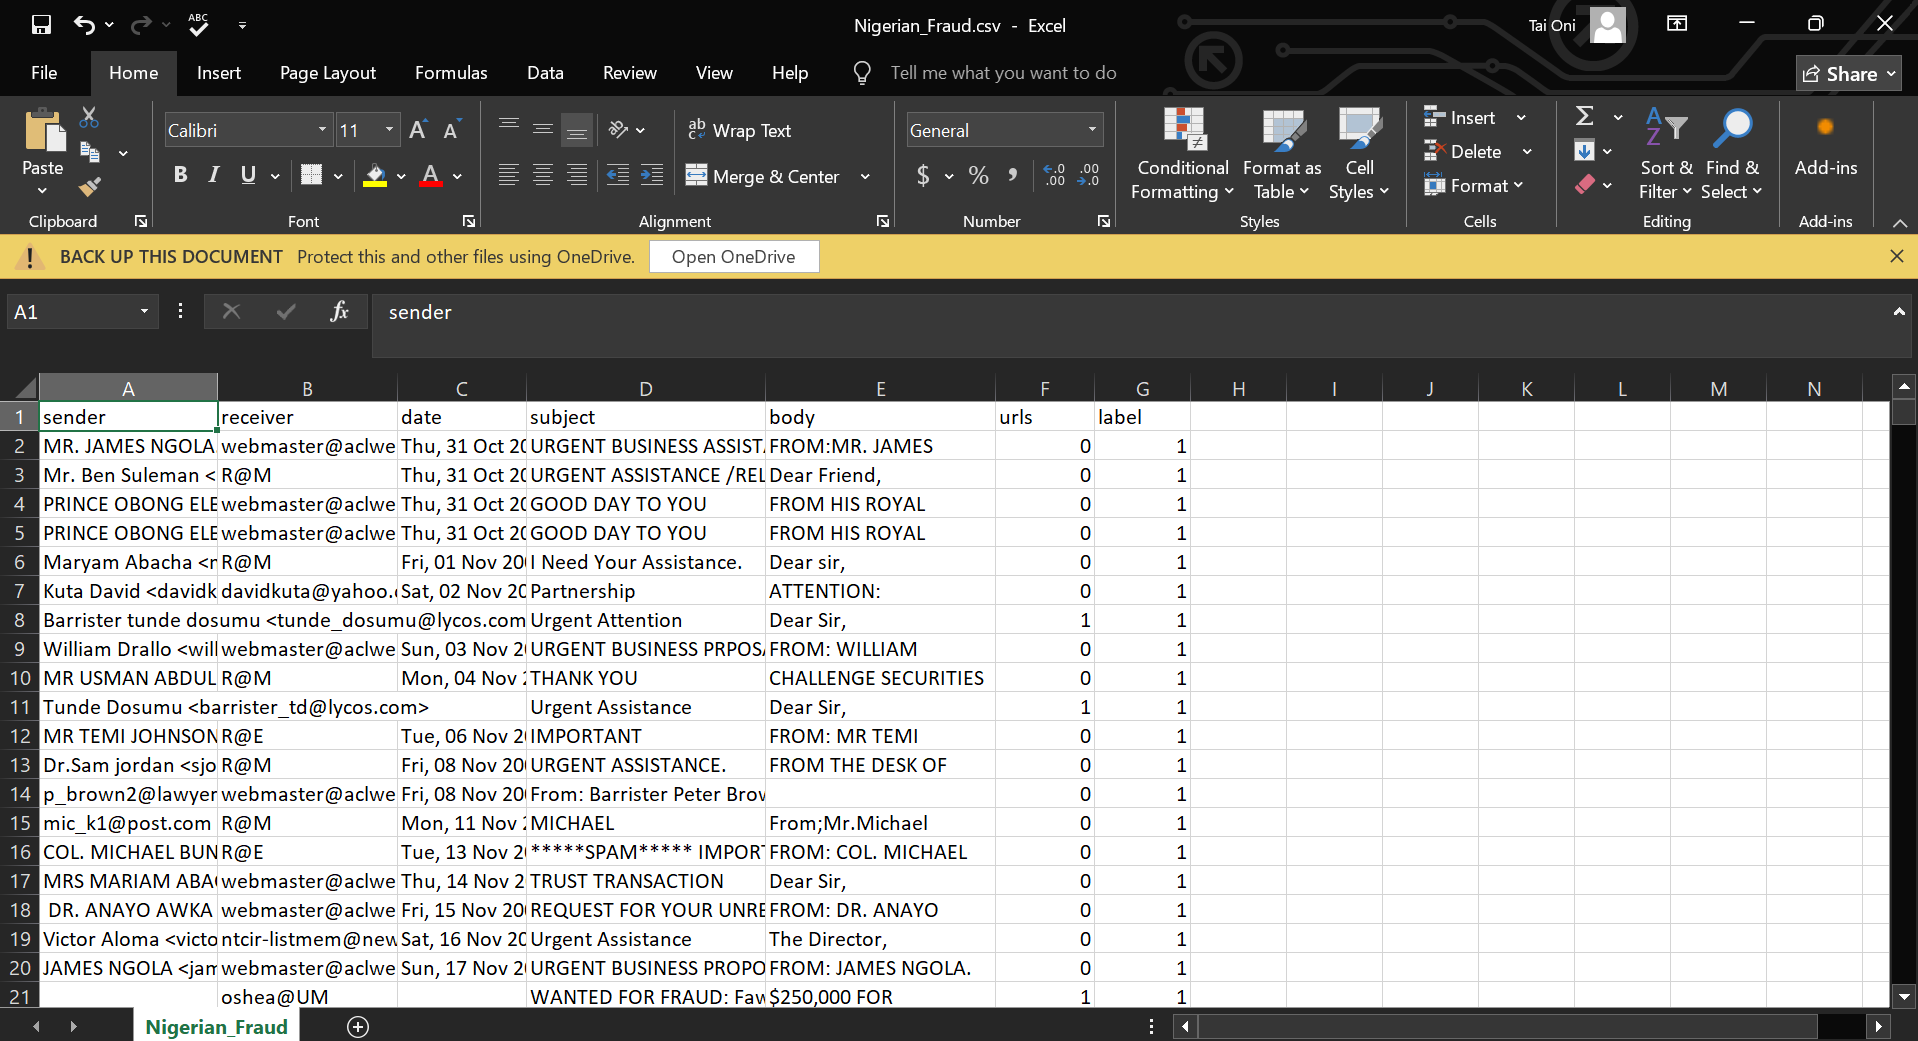 ABC
Nigerian_Fraud.csv - Excel
Tai Oni
File Home Insert Page Layout Formulas Data Review View Help Tell me what you want to do Share
Paste
Clipboard
Calibri 11
B I U A
Font
ab Wrap Text
Merge & Center
Alignment
General
$ % , .00 .0
Number
Conditional Formatting
Format as Table
Cell Styles
Styles
Insert
Delete
Format
Cells
Sort & Filter
Find & Select
Editing
Add-ins
Add-ins
BACK UP THIS DOCUMENT Protect this and other files using OneDrive. Open OneDrive
A1 fx sender
A B C D E F G H I J K L M N
1 sender receiver date subject body urls label
2 MR. JAMES NGOLA webmaster@aclwe Thu, 31 Oct 20 URGENT BUSINESS ASSIST FROM:MR. JAMES 0 1
3 Mr. Ben Suleman < R@M Thu, 31 Oct 20 URGENT ASSISTANCE /REL Dear Friend, 0 1
4 PRINCE OBONG ELE webmaster@aclwe Thu, 31 Oct 20 GOOD DAY TO YOU FROM HIS ROYAL 0 1
5 PRINCE OBONG ELE webmaster@aclwe Thu, 31 Oct 20 GOOD DAY TO YOU FROM HIS ROYAL 0 1
6 Maryam Abacha <m R@M Fri, 01 Nov 200 I Need Your Assistance. Dear sir, 0 1
7 Kuta David <davidk davidkuta@yahoo. Sat, 02 Nov 20 Partnership ATTENTION: 0 1
8 Barrister tunde dosumu <tunde_dosumu@lycos.com Urgent Attention Dear Sir, 1 1
9 William Drallo <will webmaster@aclwe Sun, 03 Nov 2 URGENT BUSINESS PRPOSA FROM: WILLIAM 0 1
10 MR USMAN ABDUL R@M Mon, 04 Nov THANK YOU CHALLENGE SECURITIES 0 1
11 Tunde Dosumu <barrister_td@lycos.com> Urgent Assistance Dear Sir, 1 1
12 MR TEMI JOHNSON R@E Tue, 06 Nov 2 IMPORTANT FROM: MR TEMI 0 1
13 Dr.Sam jordan <sjo R@M Fri, 08 Nov 200 URGENT ASSISTANCE. FROM THE DESK OF 0 1
14 p_brown2@lawyer webmaster@aclwe Fri, 08 Nov 200 From: Barrister Peter Brow 0 1
15 mic_k1@post.com R@M Mon, 11 Nov MICHAEL From;Mr.Michael 0 1
16 COL. MICHAEL BUN R@E Tue, 13 Nov 20 *****SPAM***** IMPORT FROM: COL. MICHAEL 0 1
17 MRS MARIAM ABA webmaster@aclwe Thu, 14 Nov 2 TRUST TRANSACTION Dear Sir, 0 1
18 DR. ANAYO AWKA webmaster@aclwe Fri, 15 Nov 200 REQUEST FOR YOUR UNRE FROM: DR. ANAYO 0 1
19 Victor Aloma <victo ntcir-listmem@new Sat, 16 Nov 20 Urgent Assistance The Director, 0 1
20 JAMES NGOLA <jam webmaster@aclwe Sun, 17 Nov 2 URGENT BUSINESS PROPO FROM: JAMES NGOLA. 0 1
21 oshea@UM WANTED FOR FRAUD: Faw $250,000 FOR 1 1
Nigerian_Fraud